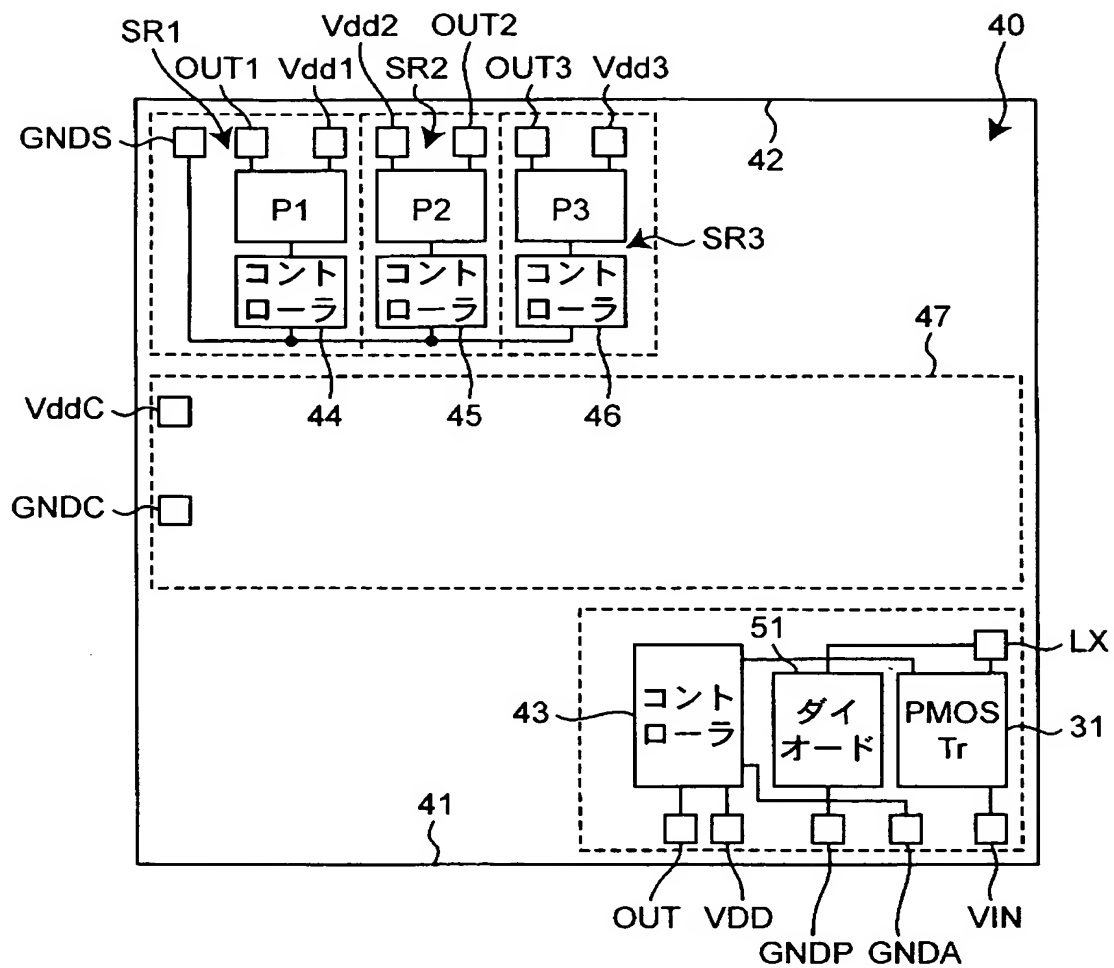 SR1
Vdd2
OUT2
40
OUT1
Vdd1
SR2
OUT3
Vdd3
GNDS
42
P1
P2
P3
SR3
コント
ローラ
コント
ローラ
コント
ローラ
47
VddC
44
45
46
GNDC
51
LX
43
コント
ローラ
ダイ
オード
PMOS
Tr
31
41
OUT
VDD
GNDP
GNDA
VIN